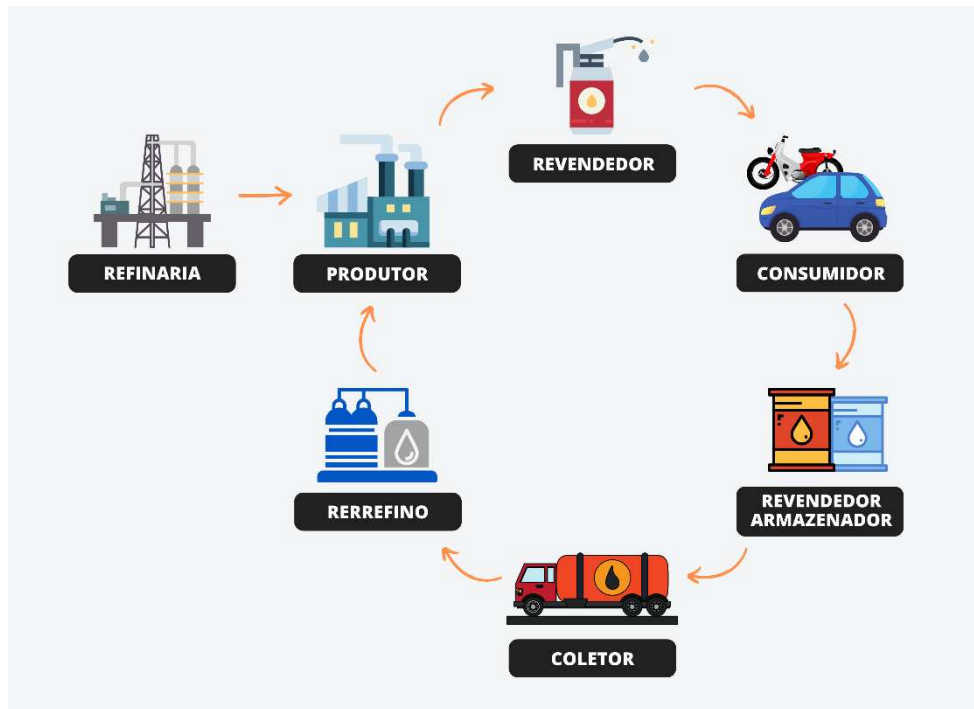 REFINARIA
PRODUTOR
REVENDEDOR
CONSUMIDOR
REVENDEDOR
ARMAZENADOR
COLETOR
RERREFINO